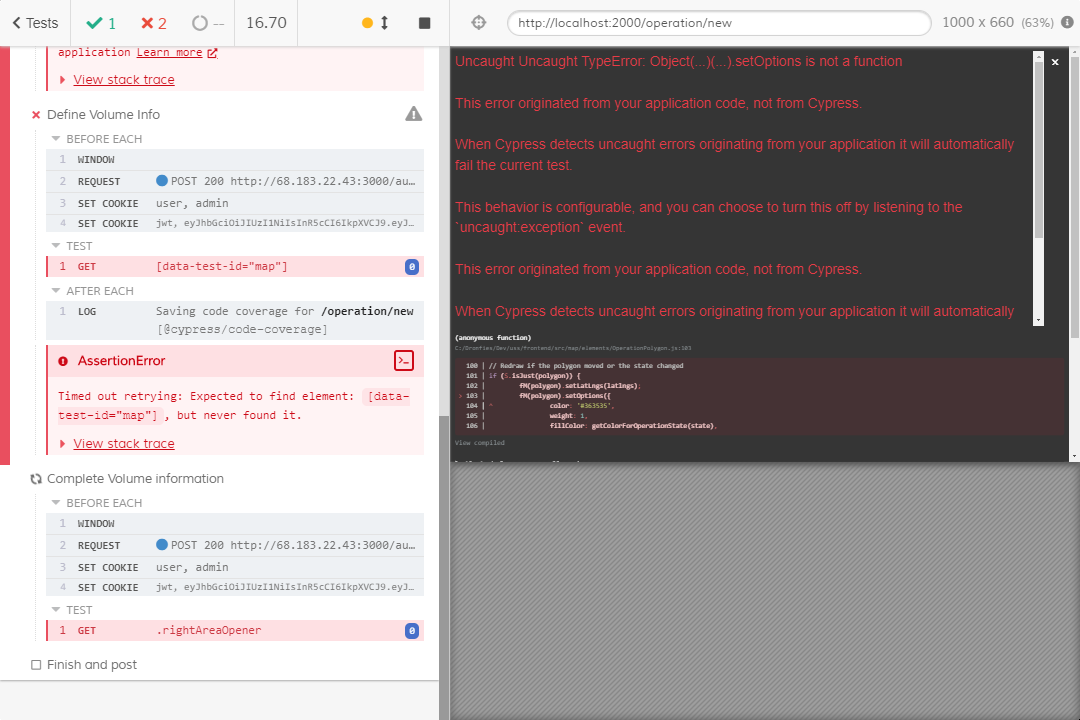 Tests
1
2
--
16.70
http://localhost:2000/operation/new
1000 x 660 (63%)
application Learn more
View stack trace
Define Volume Info
BEFORE EACH
1 WINDOW
2 REQUEST POST 200 http://68.183.22.43:3000/au…
3 SET COOKIE user, admin
4 SET COOKIE jwt, eyJhbGciOiJIUzI1NiIsInR5cCI6IkpXVCJ9.eyJ…
TEST
1 GET [data-test-id="map"] 0
AFTER EACH
1 LOG Saving code coverage for /operation/new
[@cypress/code-coverage]
AssertionError
Timed out retrying: Expected to find element: [data-
test-id="map"], but never found it.
View stack trace
Complete Volume information
BEFORE EACH
1 WINDOW
2 REQUEST POST 200 http://68.183.22.43:3000/au…
3 SET COOKIE user, admin
4 SET COOKIE jwt, eyJhbGciOiJIUzI1NiIsInR5cCI6IkpXVCJ9.eyJ…
TEST
1 GET .rightAreaOpener 0
Finish and post
Uncaught Uncaught TypeError: Object(...)(...).setOptions is not a function
This error originated from your application code, not from Cypress.
When Cypress detects uncaught errors originating from your application it will automatically
fail the current test.
This behavior is configurable, and you can choose to turn this off by listening to the
`uncaught:exception` event.
This error originated from your application code, not from Cypress.
When Cypress detects uncaught errors originating from your application it will automatically
(anonymous function)
C:/Dronfies/Dev/uss/frontend/src/map/elements/OperationPolygon.js:103
100 | // Redraw if the polygon moved or the state changed
101 | if (S.isJust(polygon)) {
102 | fM(polygon).setLatLngs(latlngs);
> 103 | fM(polygon).setOptions({
104 | ^ color: '#363535',
105 | weight: 1,
106 | fillColor: getColorForOperationState(state),
View compiled